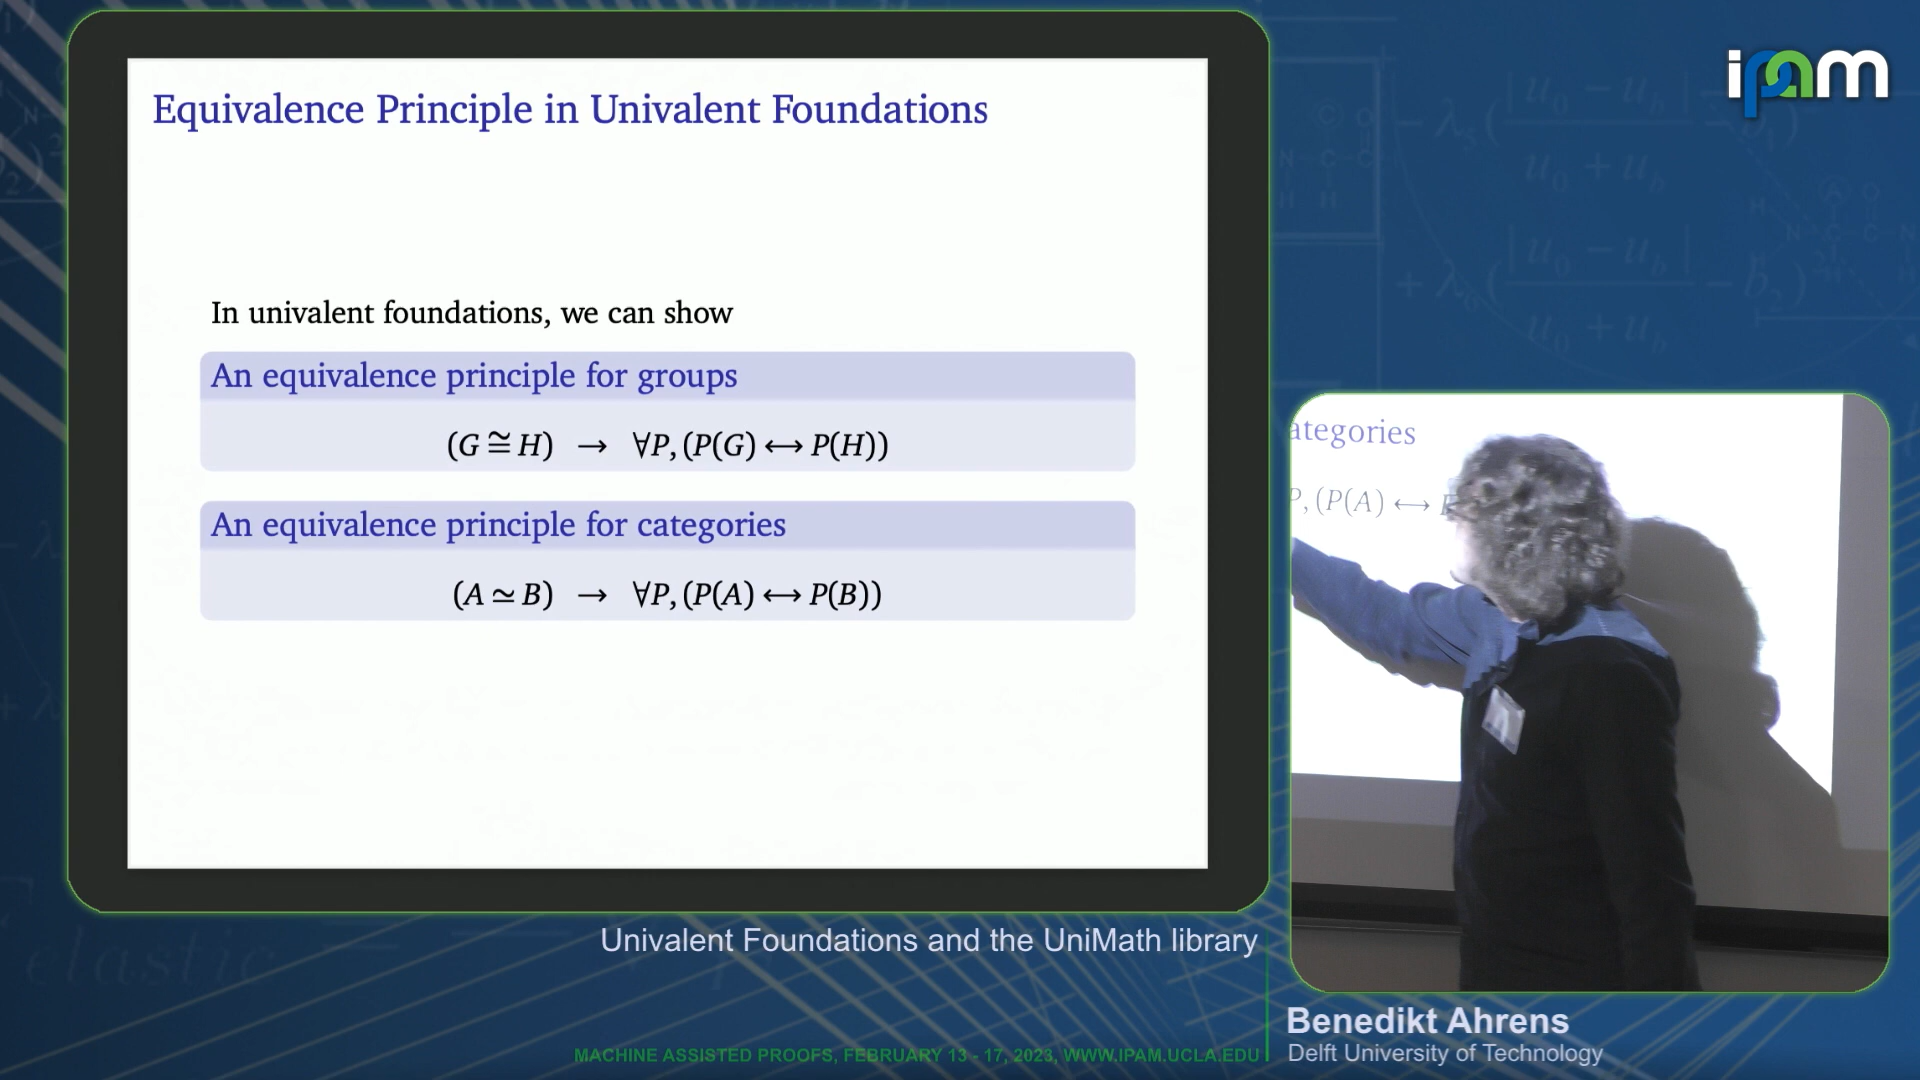 Equivalence Principle in Univalent Foundations
In univalent foundations, we can show
An equivalence principle for groups
(G ≅ H) → ∀P, (P(G) ⟷ P(H))
An equivalence principle for categories
(A ≃ B) → ∀P, (P(A) ⟷ P(B))
ipam
ategories
P, (P(A) ⟷
Univalent Foundations and the UniMath library
Benedikt Ahrens
Delft University of Technology
MACHINE ASSISTED PROOFS, FEBRUARY 13 - 17, 2023, WWW.IPAM.UCLA.EDU
elastic